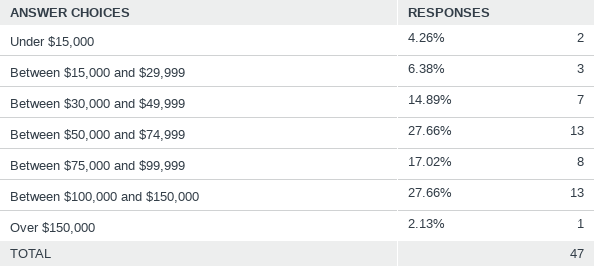 ANSWER CHOICES RESPONSES
Under $15,000 4.26% 2
Between $15,000 and $29,999 6.38% 3
Between $30,000 and $49,999 14.89% 7
Between $50,000 and $74,999 27.66% 13
Between $75,000 and $99,999 17.02% 8
Between $100,000 and $150,000 27.66% 13
Over $150,000 2.13% 1
TOTAL 47